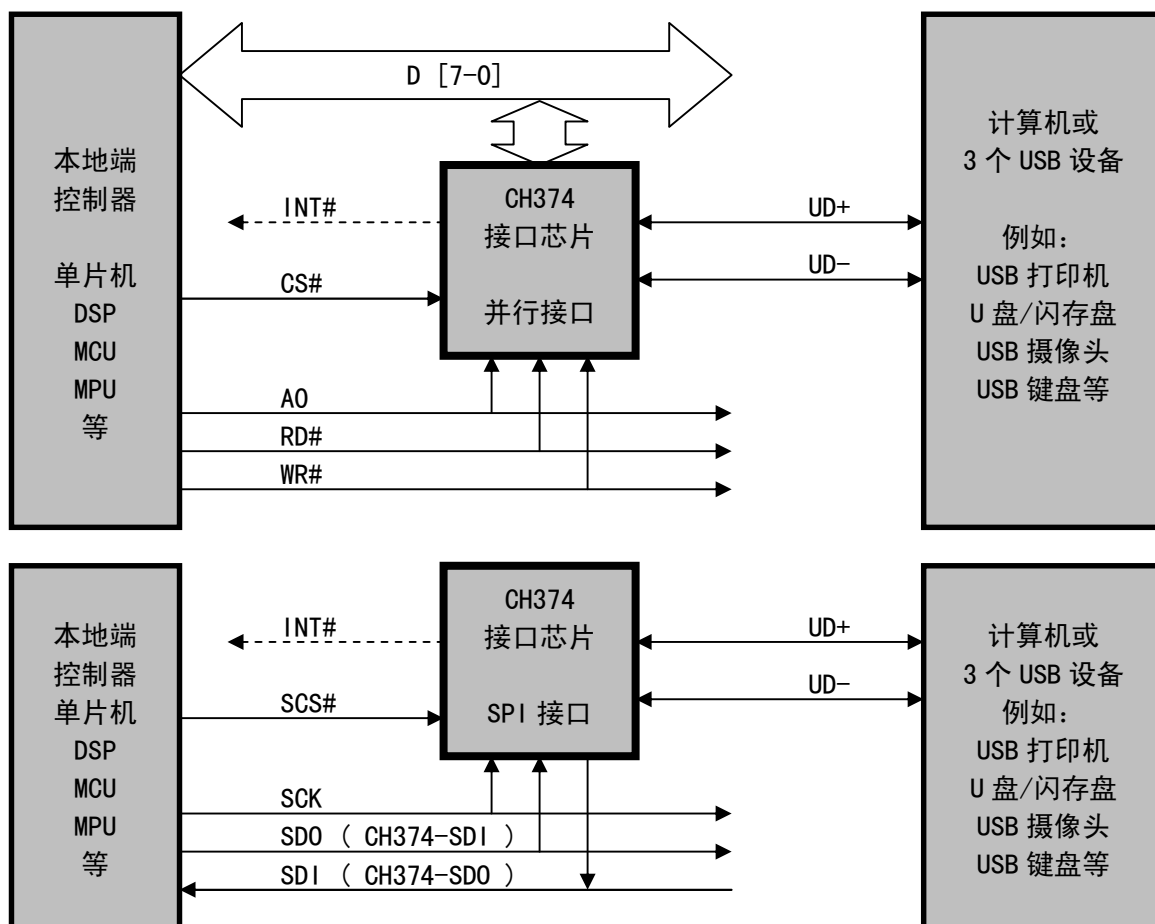 D [7-0]
本地端
控制器
单片机
DSP
MCU
MPU
等
INT#
CS#
A0
RD#
WR#
CH374
接口芯片
并行接口
UD+
UD-
计算机或
3 个 USB 设备
例如：
USB 打印机
U 盘/闪存盘
USB 摄像头
USB 键盘等
本地端
控制器
单片机
DSP
MCU
MPU
等
INT#
SCS#
SCK
SDO ( CH374-SDI )
SDI ( CH374-SDO )
CH374
接口芯片
SPI 接口
UD+
UD-
计算机或
3 个 USB 设备
例如：
USB 打印机
U 盘/闪存盘
USB 摄像头
USB 键盘等